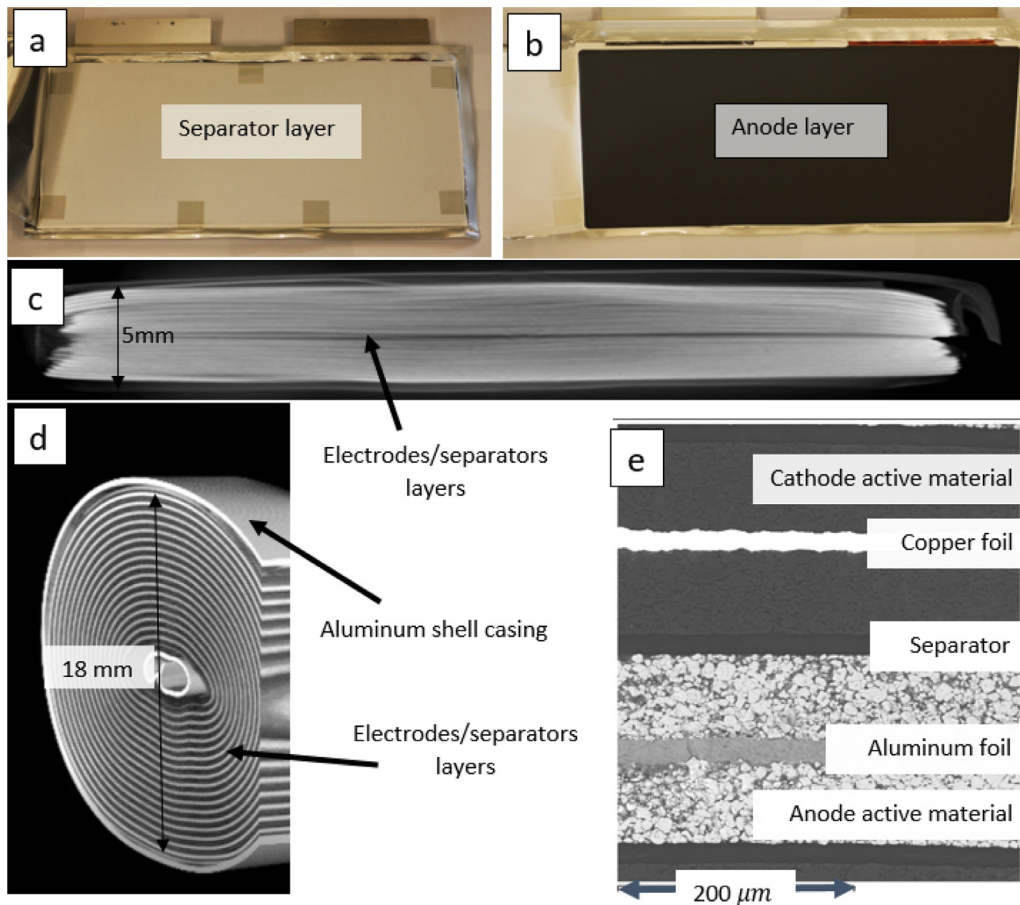 a
Separator layer
b
Anode layer
c
5mm
Electrodes/separators
layers
d
18 mm
Aluminum shell casing
Electrodes/separators
layers
e
Cathode active material
Copper foil
Separator
Aluminum foil
Anode active material
200 μm